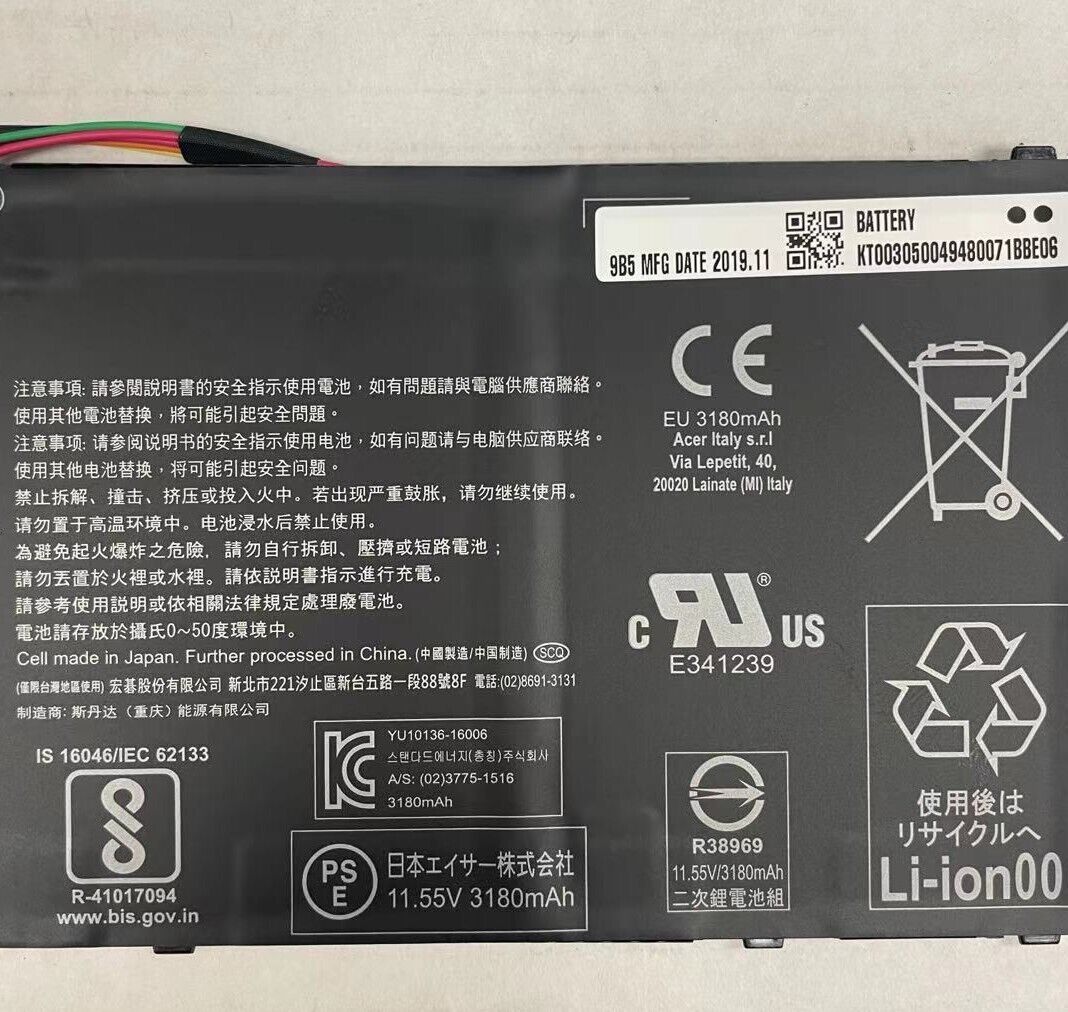 BATTERY
9B5 MFG DATE 2019.11
KT003050049480071BBE06
CE
EU 3180mAh
Acer Italy s.r.l
Via Lepetit, 40,
20020 Lainate (MI) Italy
注意事項: 請參閱說明書的安全指示使用電池，如有問題請與電腦供應商聯絡。
使用其他電池替換，將可能引起安全問題。
注意事项: 请参阅说明书的安全指示使用电池，如有问题请与电脑供应商联络。
使用其他电池替换，将可能引起安全问题。
禁止拆解、撞击、挤压或投入火中。若出现严重鼓胀，请勿继续使用。
请勿置于高温环境中。电池浸水后禁止使用。
為避免起火爆炸之危險, 請勿自行拆卸、壓擠或短路電池；
請勿丟置於火裡或水裡。請依說明書指示進行充電。
請參考使用說明或依相關法律規定處理廢電池。
電池請存放於攝氏0~50度環境中。
Cell made in Japan. Further processed in China. (中國製造/中国制造) SCQ
(僅限台灣地區使用) 宏碁股份有限公司 新北市221汐止區新台五路一段88號8F 電話:(02)8691-3131
制造商: 斯丹达（重庆）能源有限公司
C RU US
E341239
IS 16046/IEC 62133
R-41017094
www.bis.gov.in
YU10136-16006
스탠다드에너지(충칭)주식회사
A/S: (02)3775-1516
3180mAh
PS
E
日本エイサー株式会社
11.55V 3180mAh
R38969
11.55V/3180mAh
二次鋰電池組
使用後は
リサイクルへ
Li-ion00